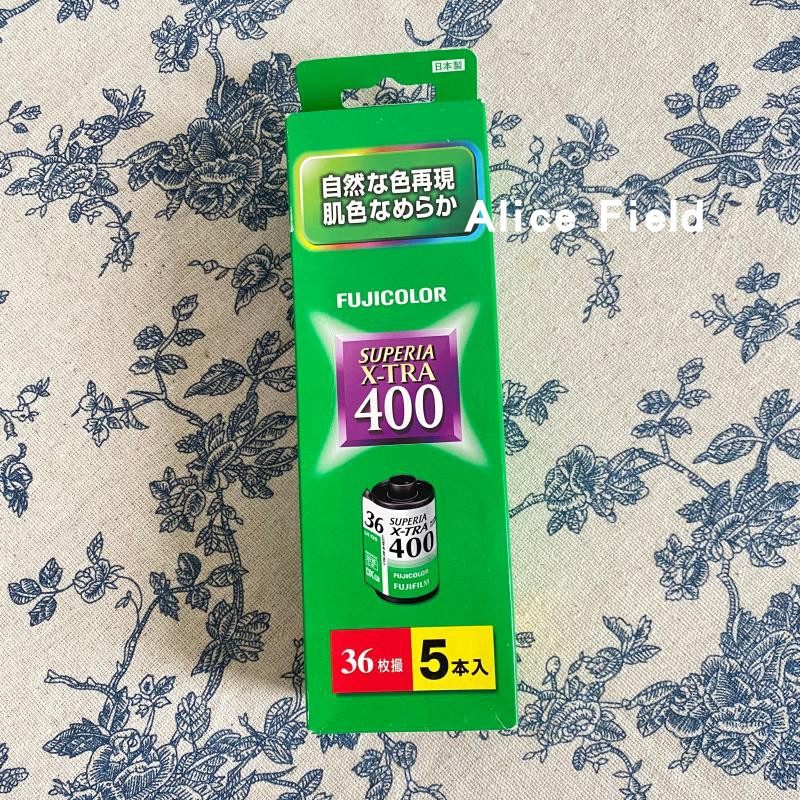 日本製
自然な色再現
肌色なめらか
Alice Field
FUJICOLOR
SUPERIA
X-TRA
400
36
SUPERIA
X-TRA
400
FUJICOLOR
FUJIFILM
36枚撮
5本入